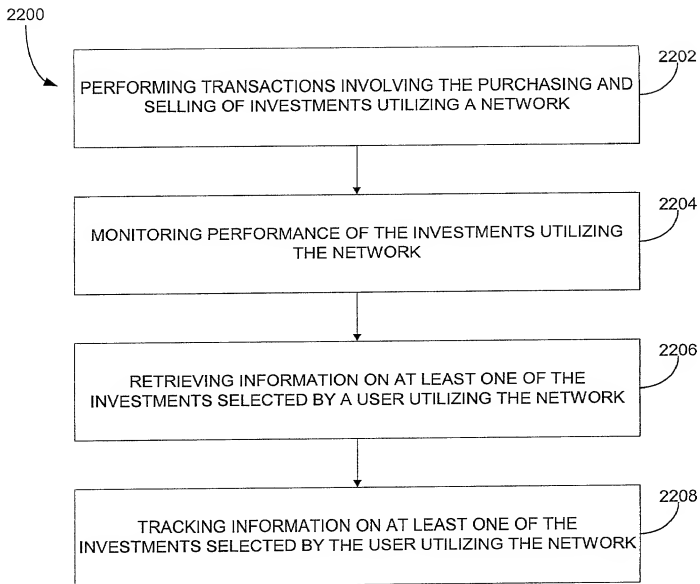 2200
2202
PERFORMING TRANSACTIONS INVOLVING THE PURCHASING AND
SELLING OF INVESTMENTS UTILIZING A NETWORK
2204
MONITORING PERFORMANCE OF THE INVESTMENTS UTILIZING
THE NETWORK
2206
RETRIEVING INFORMATION ON AT LEAST ONE OF THE
INVESTMENTS SELECTED BY A USER UTILIZING THE NETWORK
2208
TRACKING INFORMATION ON AT LEAST ONE OF THE
INVESTMENTS SELECTED BY THE USER UTILIZING THE NETWORK